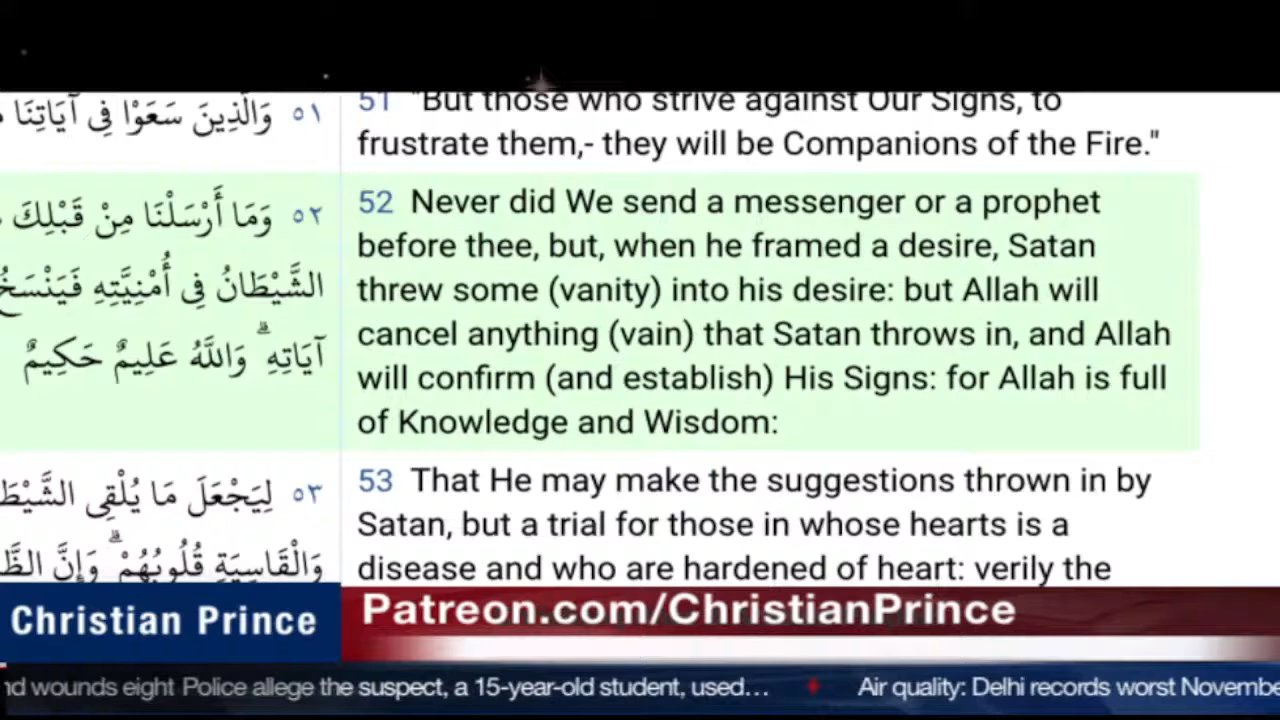 وَالَّذِينَ سَعَوْا فِي آيَاتِنَا ٥١
51 "But those who strive against Our Signs, to
frustrate them,- they will be Companions of the Fire."
وَمَا أَرْسَلْنَا مِنْ قَبْلِكَ ٥٢
الشَّيْطَانُ فِي أُمْنِيَّتِهِ
آيَاتِهِ ۗ وَاللَّهُ عَلِيمٌ حَكِيمٌ
52 Never did We send a messenger or a prophet
before thee, but, when he framed a desire, Satan
threw some (vanity) into his desire: but Allah will
cancel anything (vain) that Satan throws in, and Allah
will confirm (and establish) His Signs: for Allah is full
of Knowledge and Wisdom:
لِيَجْعَلَ مَا يُلْقِي ٥٣
وَالْقَاسِيَةِ قُلُوبُهُمْ ۗ وَإِنَّ
53 That He may make the suggestions thrown in by
Satan, but a trial for those in whose hearts is a
disease and who are hardened of heart: verily the
Christian Prince
Patreon.com/ChristianPrince
wounds eight Police allege the suspect, a 15-year-old student, used... Air quality: Delhi records worst